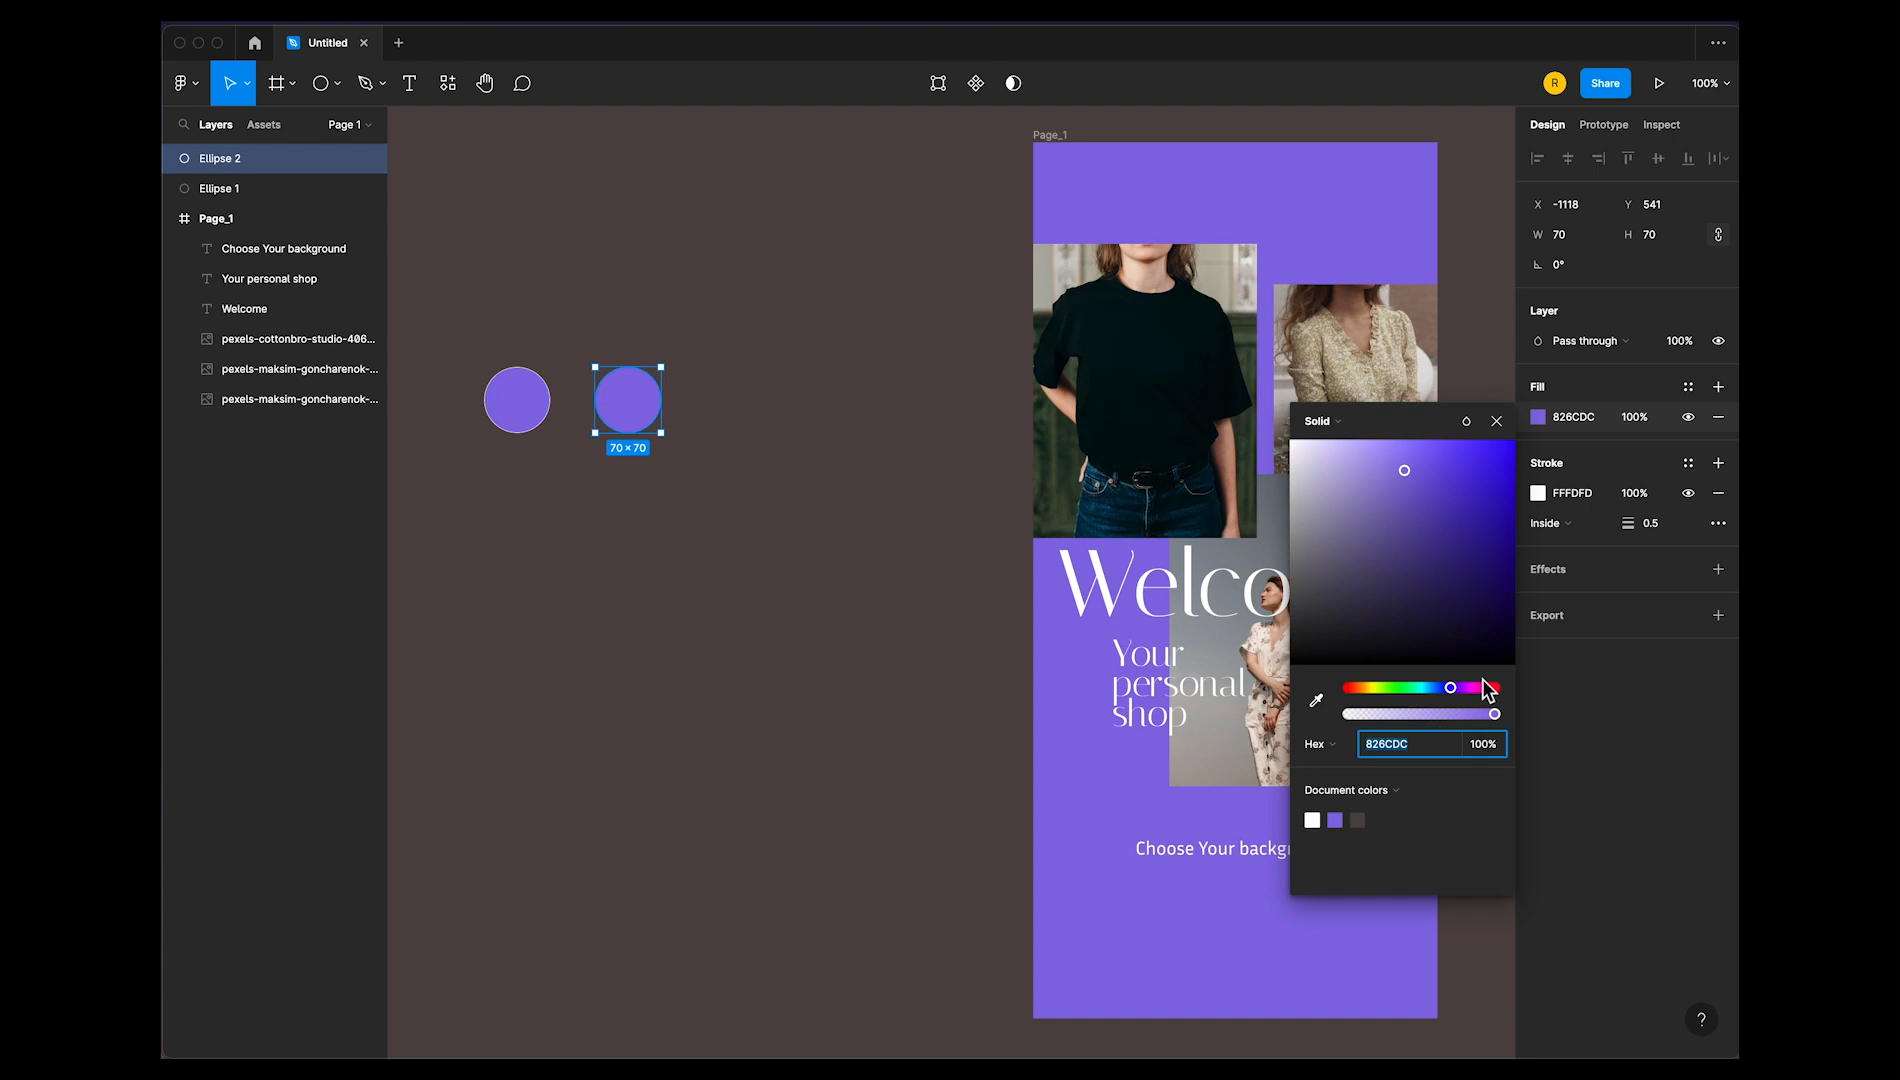 Untitled
R
Share
100%
Layers
Assets
Page 1
Ellipse 2
Ellipse 1
Page_1
Choose Your background
Your personal shop
Welcome
pexels-cottonbro-studio-406...
pexels-maksim-goncharenok-...
pexels-maksim-goncharenok-...
70 × 70
Page_1
Welco
Your
personal
shop
Choose Your backgr
Solid
Hex
826CDC
100%
Document colors
Design
Prototype
Inspect
X -1118
Y 541
W 70
H 70
0°
Layer
Pass through
100%
Fill
826CDC
100%
Stroke
FFFDFD
100%
Inside
0.5
Effects
Export
?